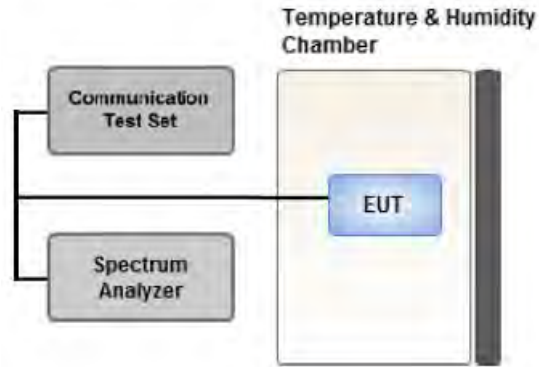 Temperature & Humidity
Chamber
Communication
Test Set
EUT
Spectrum
Analyzer